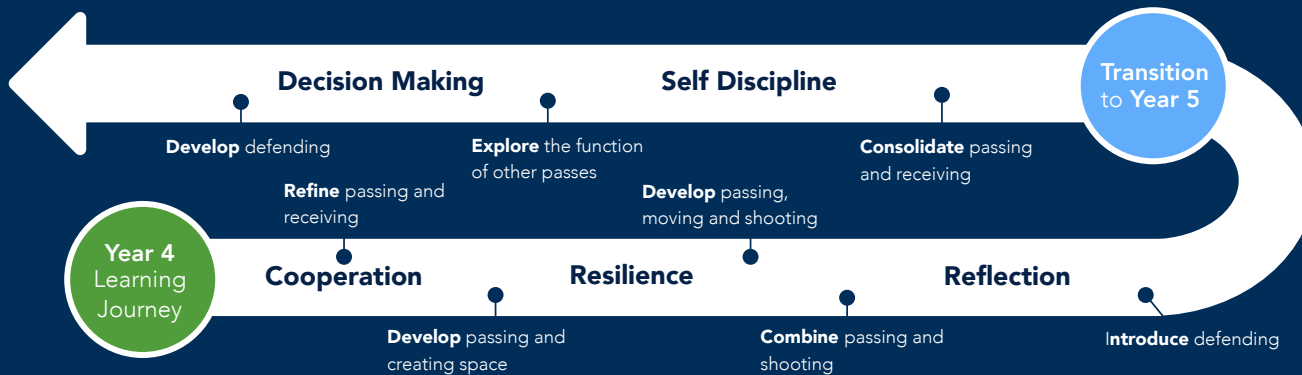 Decision Making
Self Discipline
Transition
to Year 5
Develop defending
Explore the function
of other passes
Consolidate passing
and receiving
Refine passing and
receiving
Develop passing,
moving and shooting
Year 4
Learning
Journey
Cooperation
Resilience
Reflection
Develop passing and
creating space
Combine passing and
shooting
Introduce defending